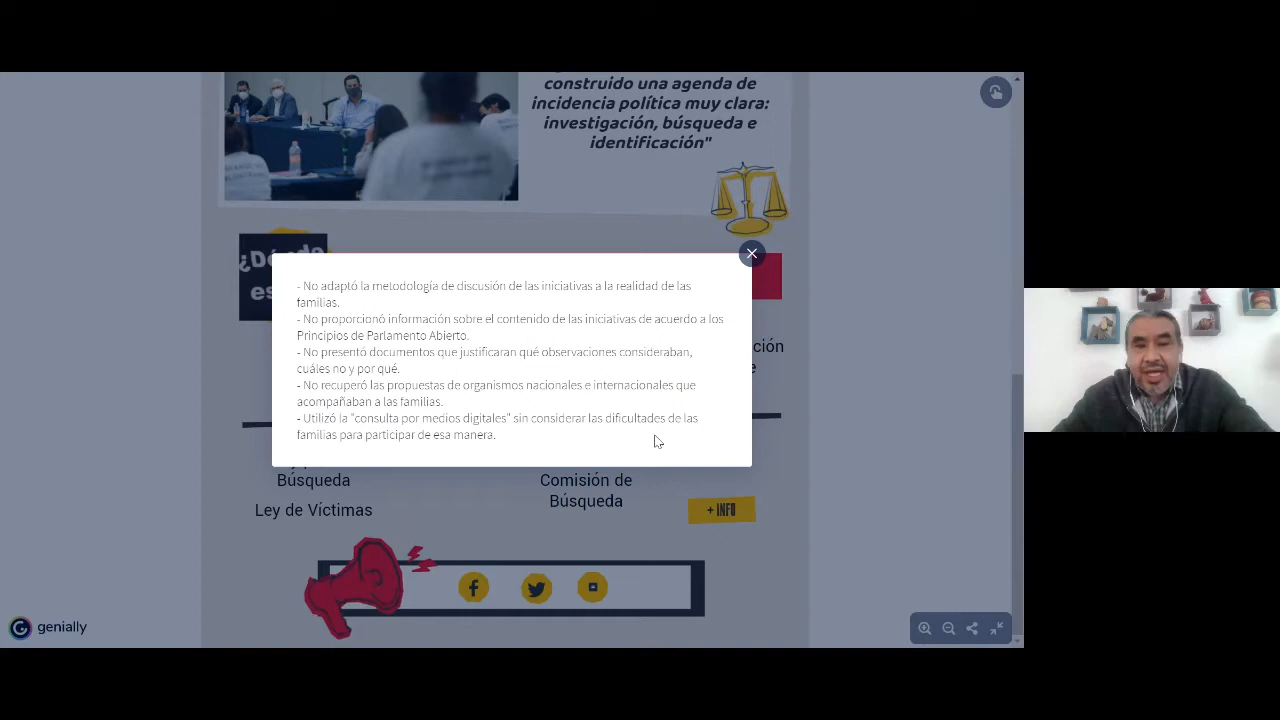 construido una agenda de
incidencia política muy clara:
investigación, búsqueda e
identificación"
- No adaptó la metodología de discusión de las iniciativas a la realidad de las
familias.
- No proporcionó información sobre el contenido de las iniciativas de acuerdo a los
Principios de Parlamento Abierto.
- No presentó documentos que justificaran qué observaciones consideraban,
cuáles no y por qué.
- No recuperó las propuestas de organismos nacionales e internacionales que
acompañaban a las familias.
- Utilizó la "consulta por medios digitales" sin considerar las dificultades de las
familias para participar de esa manera.
Búsqueda
Ley de Víctimas
Comisión de
Búsqueda
+ INFO
genially